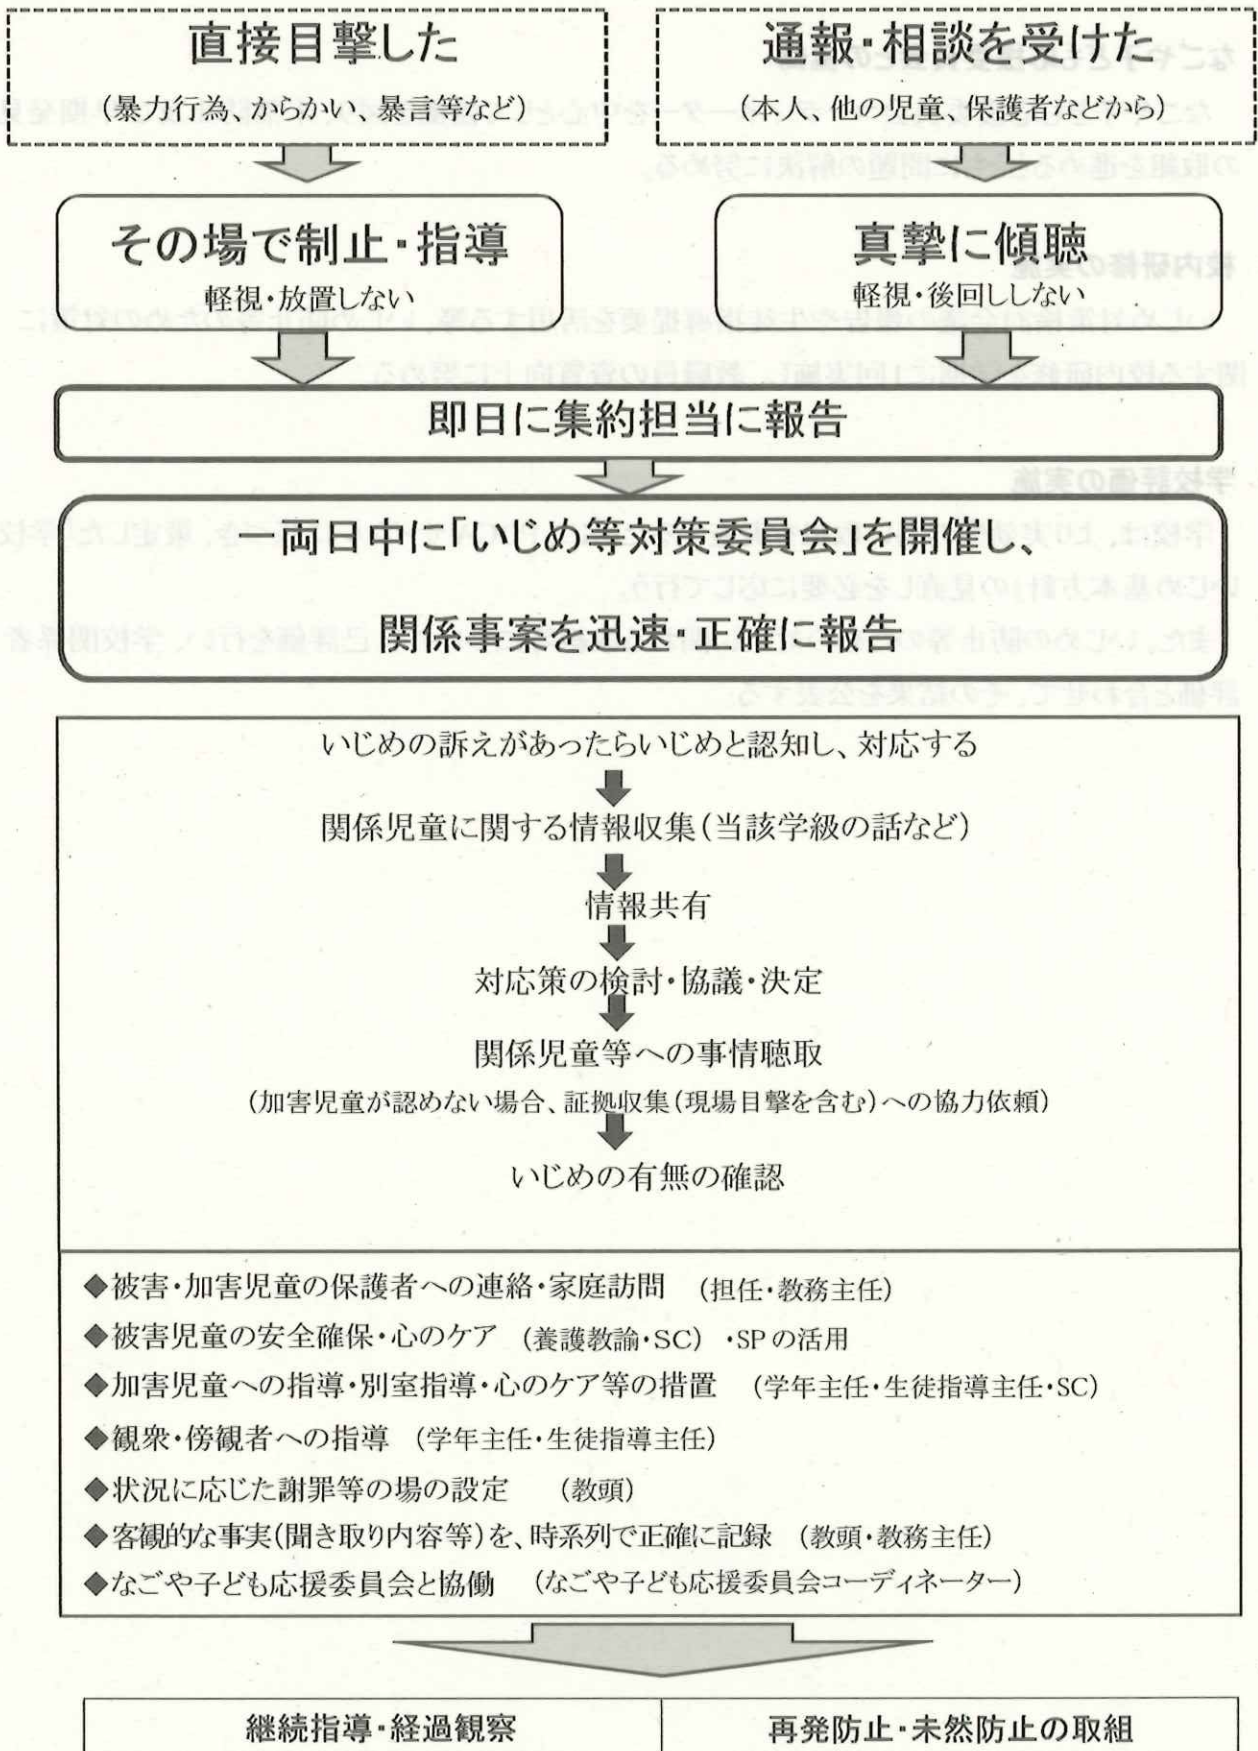 直接目撃した
(暴力行為、からかい、暴言等など)
通報・相談を受けた
(本人、他の児童、保護者などから)
その場で制止・指導
軽視・放置しない
真摯に傾聴
軽視・後回ししない
即日に集約担当に報告
一両日中に「いじめ等対策委員会」を開催し、
関係事案を迅速・正確に報告
いじめの訴えがあったらいじめと認知し、対応する
関係児童に関する情報収集(当該学級の話など)
情報共有
対応策の検討・協議・決定
関係児童等への事情聴取
(加害児童が認めない場合、証拠収集(現場目撃を含む)への協力依頼)
いじめの有無の確認
◆被害・加害児童の保護者への連絡・家庭訪問 (担任・教務主任)
◆被害児童の安全確保・心のケア (養護教諭・SC) ・SPの活用
◆加害児童への指導・別室指導・心のケア等の措置 (学年主任・生徒指導主任・SC)
◆観衆・傍観者への指導 (学年主任・生徒指導主任)
◆状況に応じた謝罪等の場の設定 (教頭)
◆客観的な事実(聞き取り内容等)を、時系列で正確に記録 (教頭・教務主任)
◆なごや子ども応援委員会と協働 (なごや子ども応援委員会コーディネーター)
継続指導・経過観察
再発防止・未然防止の取組